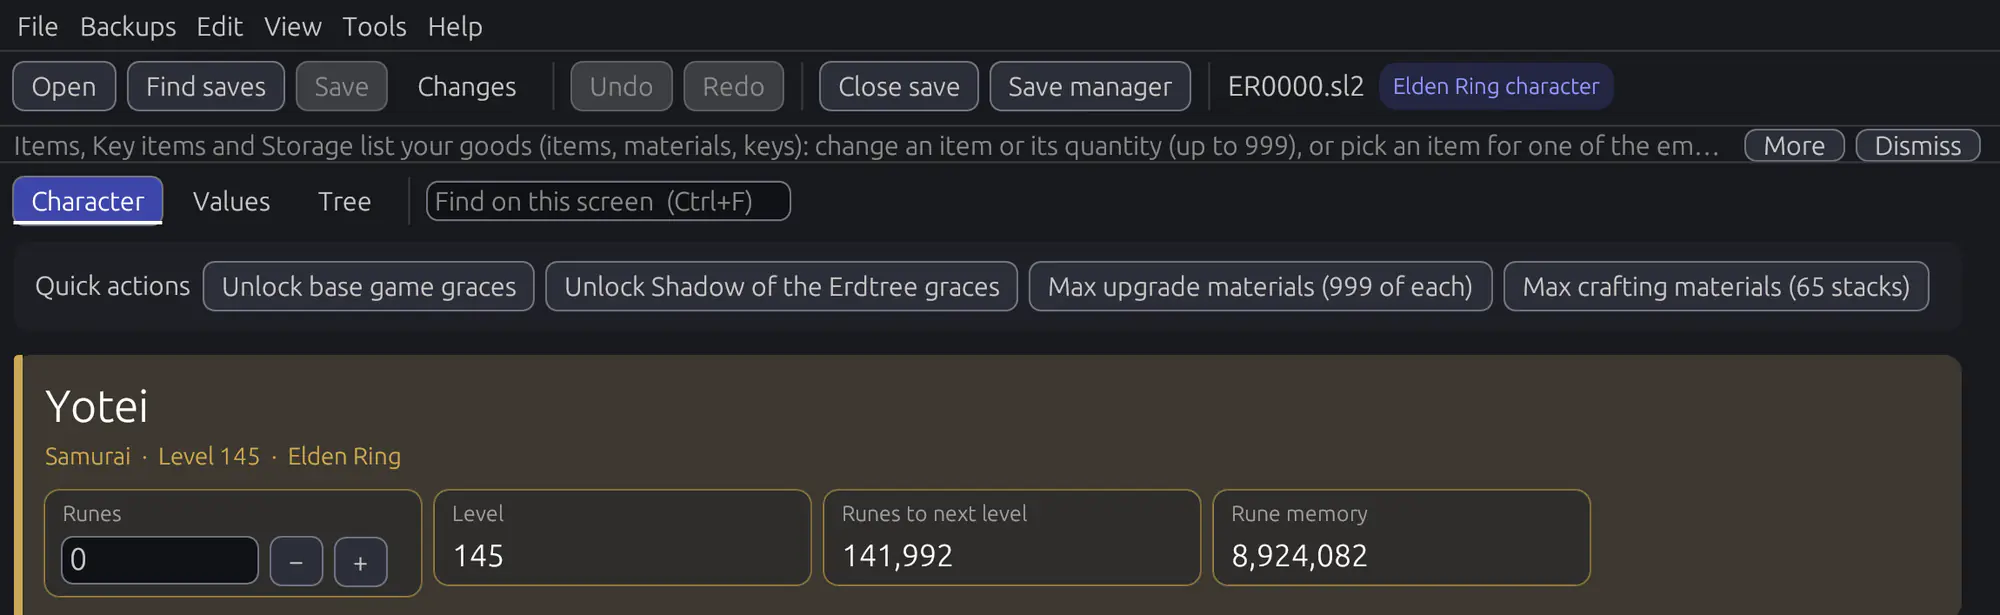 File Backups Edit View Tools Help
Open Find saves Save Changes Undo Redo Close save Save manager ER0000.sl2 Elden Ring character
Items, Key items and Storage list your goods (items, materials, keys): change an item or its quantity (up to 999), or pick an item for one of the em… More Dismiss
Character Values Tree Find on this screen (Ctrl+F)
Quick actions Unlock base game graces Unlock Shadow of the Erdtree graces Max upgrade materials (999 of each) Max crafting materials (65 stacks)
Yotei
Samurai · Level 145 · Elden Ring
Runes Level Runes to next level Rune memory
0 − + 145 141,992 8,924,082